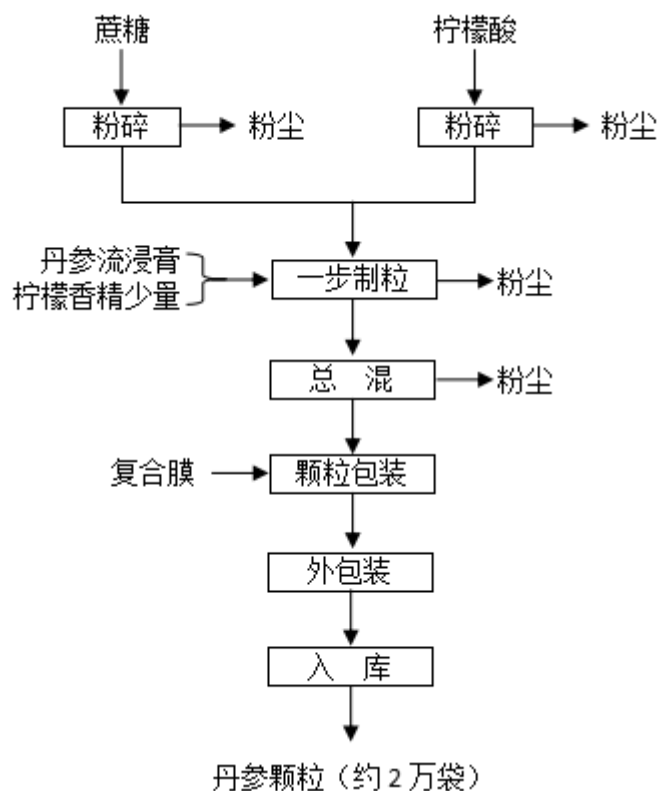 蔗糖
柠檬酸
粉碎
粉尘
粉碎
粉尘
丹参流浸膏
柠檬香精少量
一步制粒
粉尘
总 混
粉尘
复合膜
颗粒包装
外包装
入 库
丹参颗粒（约2万袋）